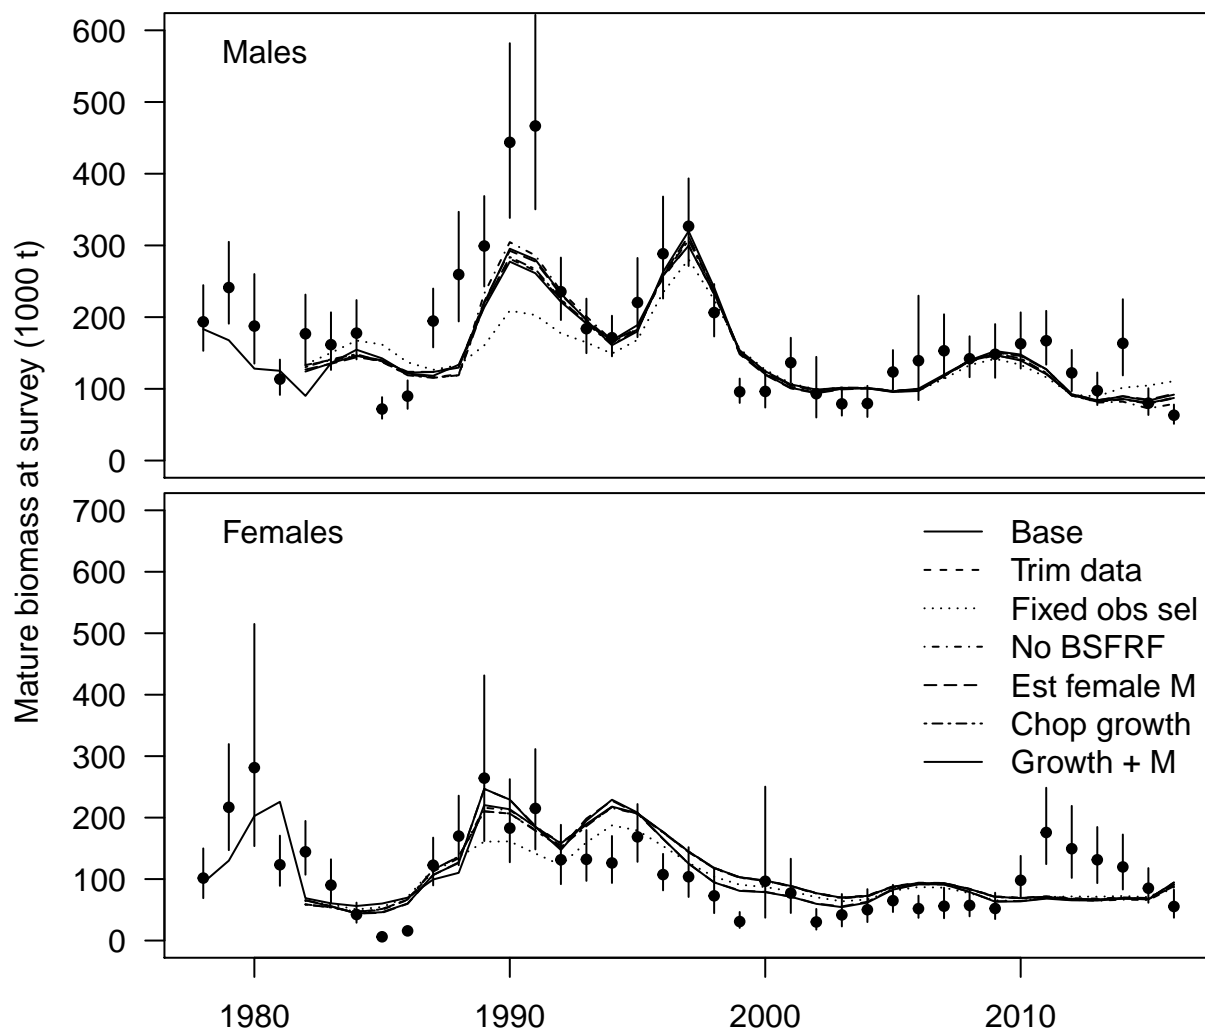 Mature biomass at survey (1000 t)
Males
600
500
400
300
200
100
0
Females
700
600
500
400
300
200
100
0
Base
Trim data
Fixed obs sel
No BSFRF
Est female M
Chop growth
Growth + M
1980 1990 2000 2010